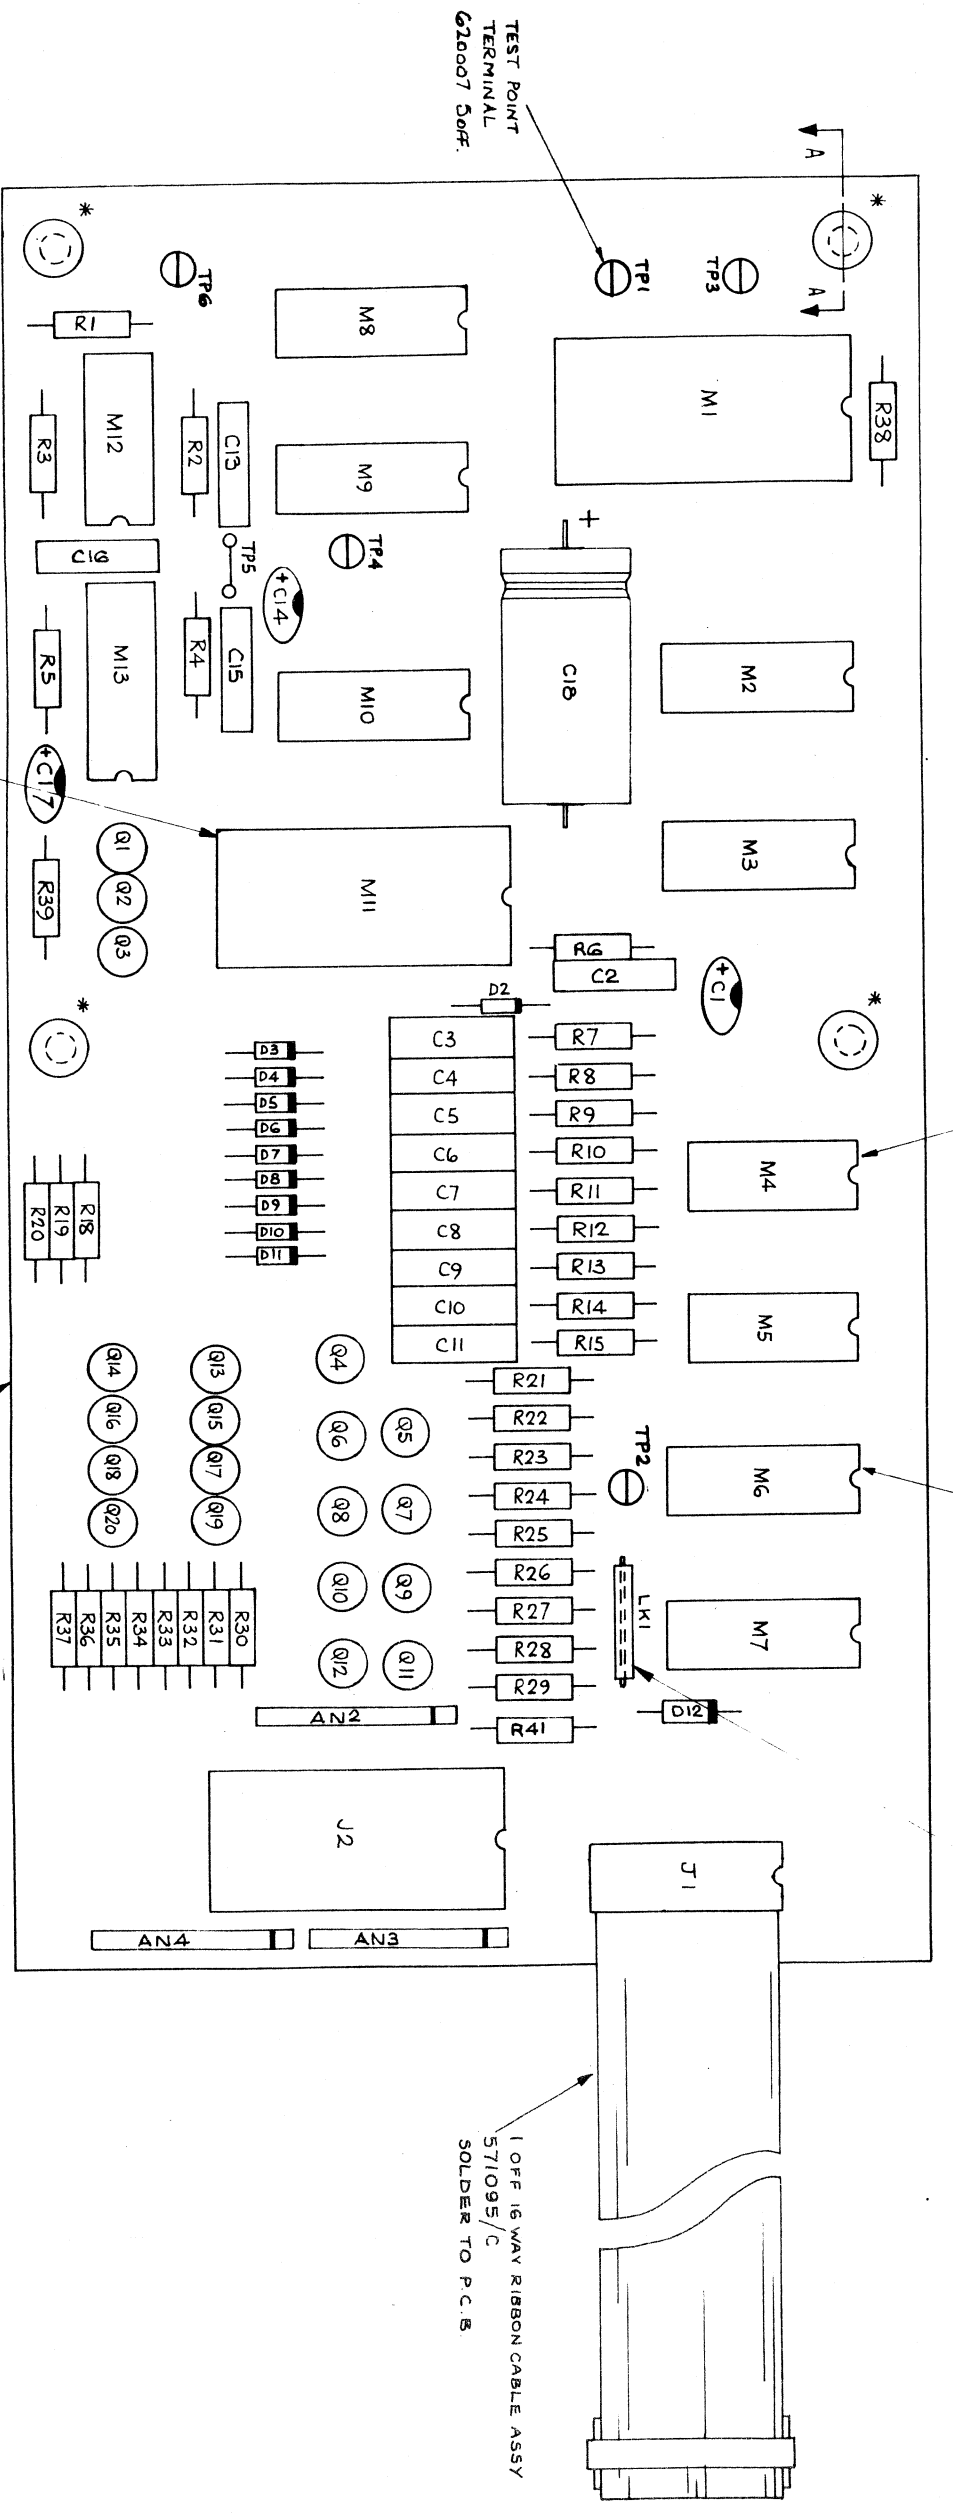 TEST POINT
TERMINAL
620007 5OFF.
A
A
*
*
TP3
TP1
TP6
R38
M1
M8
R1
M12
R3
R2
C13
M9
TP4
TP5
+
C18
M2
C16
+C14
M13
R5
R4
C15
M10
M3
+C17
R39
Q1
Q2
Q3
M11
R6
C2
+C1
*
*
D2
C3
C4
C5
C6
C7
C8
C9
C10
C11
R7
R8
R9
R10
R11
R12
R13
R14
R15
D3
D4
D5
D6
D7
D8
D9
D10
D11
M4
M5
R18
R19
R20
Q4
Q5
Q6
Q7
Q8
Q9
Q10
Q11
Q12
Q13
Q14
Q15
Q16
Q17
Q18
Q19
Q20
R21
R22
R23
R24
R25
R26
R27
R28
R29
R41
TP2
M6
LK1
M7
D12
R30
R31
R32
R33
R34
R35
R36
R37
AN2
J2
J1
AN4
AN3
1 OFF 16 WAY RIBBON CABLE ASSY
571095/C
SOLDER TO P.C.B.